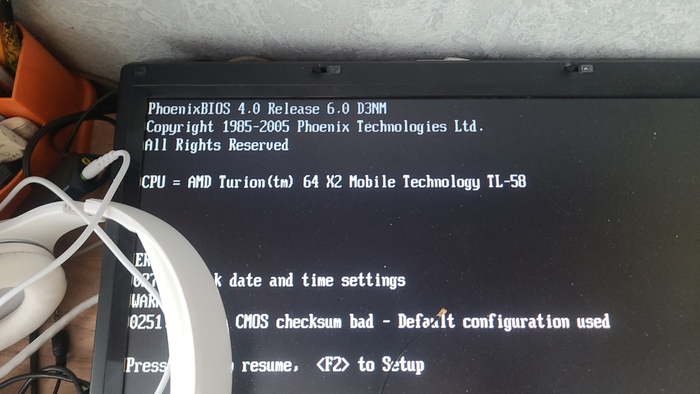 PhoenixBIOS 4.0 Release 6.0 D3NM
Copyright 1985-2005 Phoenix Technologies Ltd.
All Rights Reserved
CPU = AMD Turion(tm) 64 X2 Mobile Technology TL-58
date and time settings
0251 CMOS checksum bad - Default configuration used
Press resume, <F2> to Setup